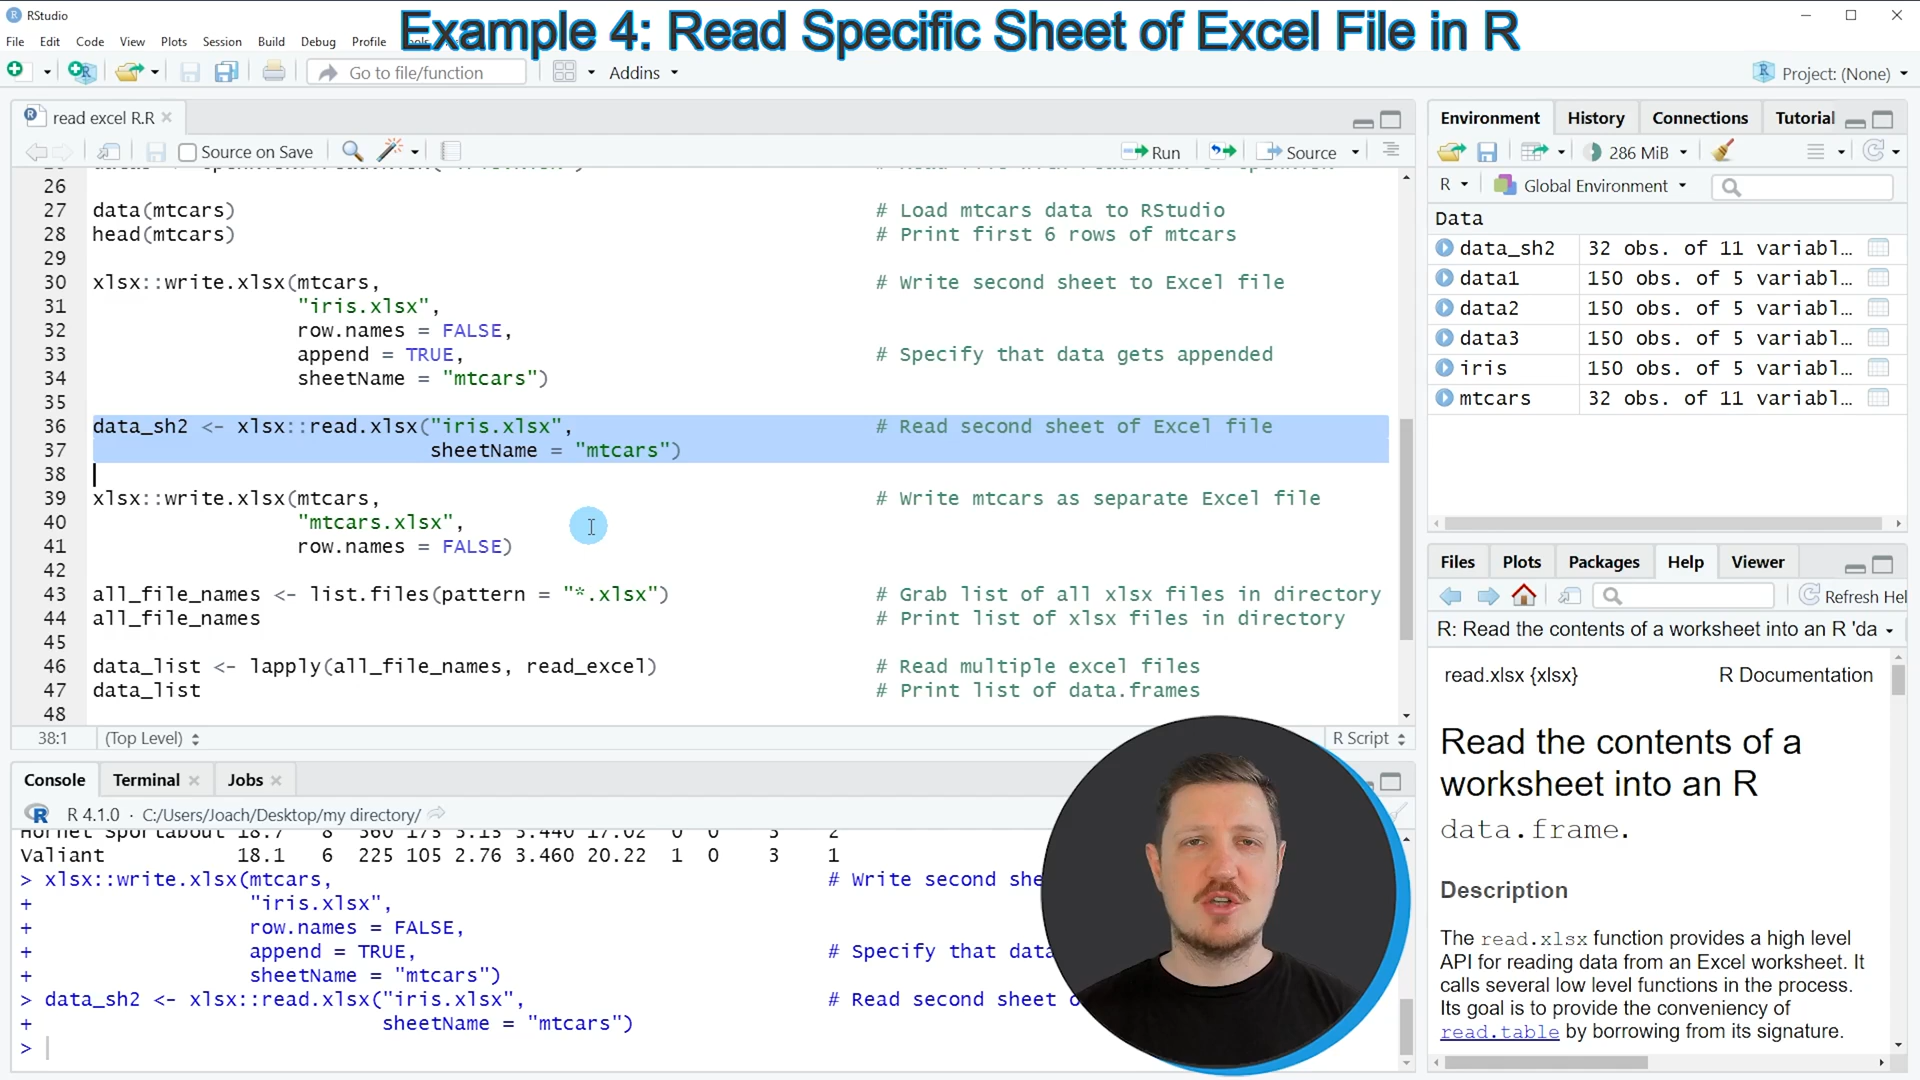 RStudio
Example 4: Read Specific Sheet of Excel File in R
File Edit Code View Plots Session Build Debug Profile
Go to file/function
Addins
Project: (None)
read excel R.R
Source on Save
Run
Source
26
27 data(mtcars) # Load mtcars data to RStudio
28 head(mtcars) # Print first 6 rows of mtcars
29
30 xlsx::write.xlsx(mtcars, # Write second sheet to Excel file
31 "iris.xlsx",
32 row.names = FALSE,
33 append = TRUE, # Specify that data gets appended
34 sheetName = "mtcars")
35
36 data_sh2 <- xlsx::read.xlsx("iris.xlsx", # Read second sheet of Excel file
37 sheetName = "mtcars")
38
39 xlsx::write.xlsx(mtcars, # Write mtcars as separate Excel file
40 "mtcars.xlsx",
41 row.names = FALSE)
42
43 all_file_names <- list.files(pattern = "*.xlsx") # Grab list of all xlsx files in directory
44 all_file_names # Print list of xlsx files in directory
45
46 data_list <- lapply(all_file_names, read_excel) # Read multiple excel files
47 data_list # Print list of data.frames
48
38:1 (Top Level) R Script
Console Terminal Jobs
R 4.1.0 · C:/Users/Joach/Desktop/my directory/
Hornet Sportabout 18.7 8 360 175 3.15 3.440 17.02 0 0 3 2
Valiant 18.1 6 225 105 2.76 3.460 20.22 1 0 3 1
> xlsx::write.xlsx(mtcars, # Write second she
+ "iris.xlsx",
+ row.names = FALSE,
+ append = TRUE, # Specify that data
+ sheetName = "mtcars")
> data_sh2 <- xlsx::read.xlsx("iris.xlsx", # Read second sheet o
+ sheetName = "mtcars")
>
Environment History Connections Tutorial
286 MiB
R Global Environment
Data
data_sh2 32 obs. of 11 variabl…
data1 150 obs. of 5 variabl…
data2 150 obs. of 5 variabl…
data3 150 obs. of 5 variabl…
iris 150 obs. of 5 variabl…
mtcars 32 obs. of 11 variabl…
Files Plots Packages Help Viewer
Refresh Hel
R: Read the contents of a worksheet into an R 'da
read.xlsx {xlsx} R Documentation
Read the contents of a
worksheet into an R
data.frame.
Description
The read.xlsx function provides a high level
API for reading data from an Excel worksheet. It
calls several low level functions in the process.
Its goal is to provide the conveniency of
read.table by borrowing from its signature.